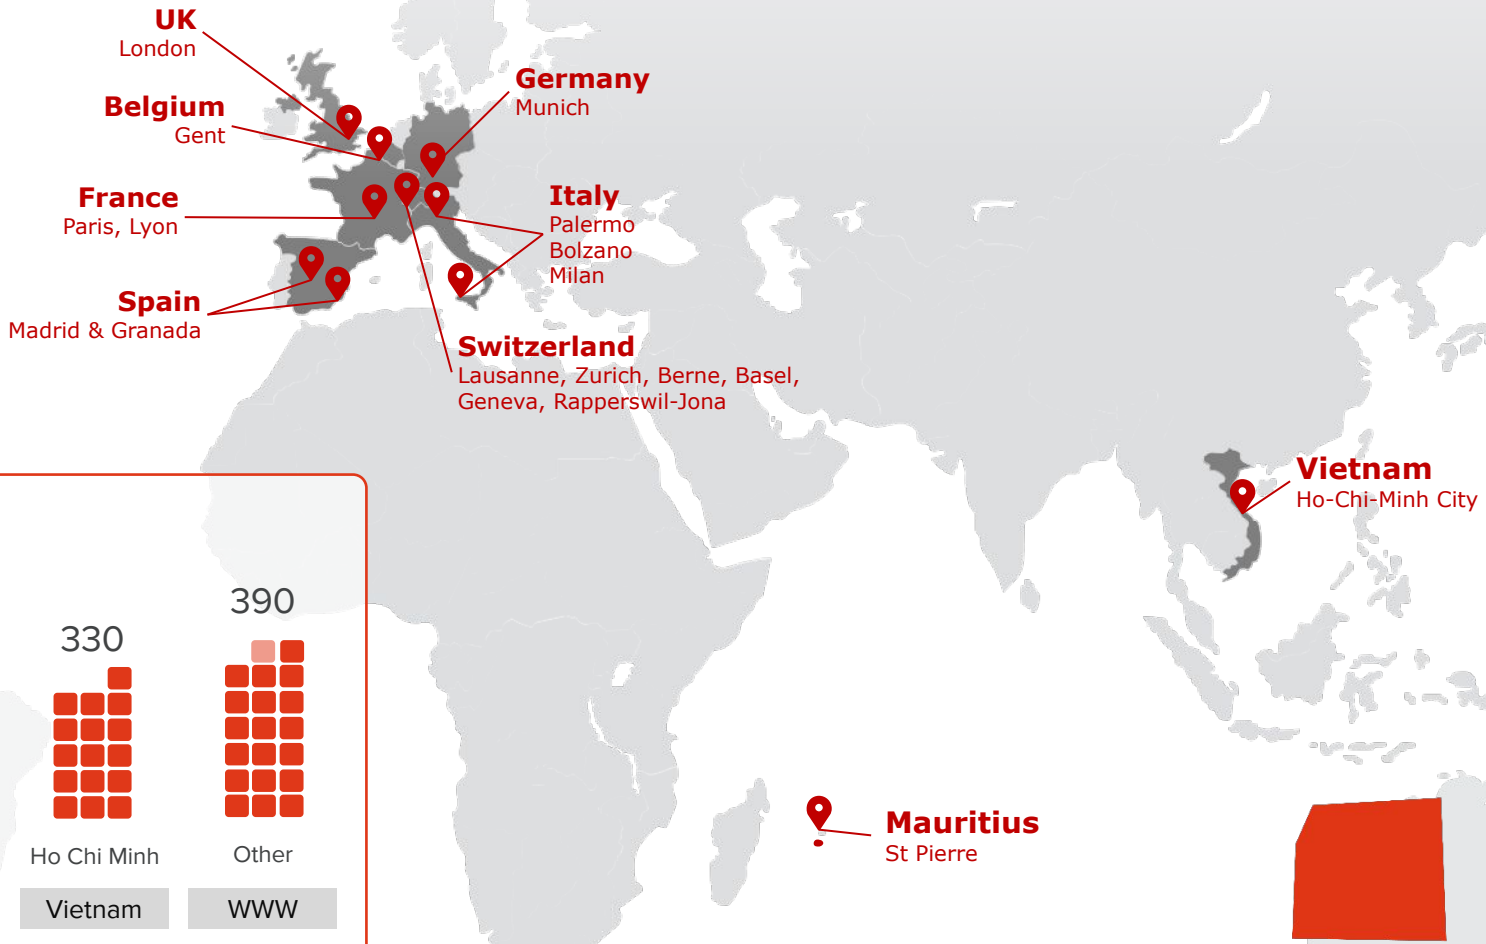 UK
London
Belgium
Gent
France
Paris, Lyon
Spain
Madrid & Granada
Germany
Munich
Italy
Palermo
Bolzano
Milan
Switzerland
Lausanne, Zurich, Berne, Basel,
Geneva, Rapperswil-Jona
Vietnam
Ho-Chi-Minh City
Mauritius
St Pierre
330
Ho Chi Minh
Vietnam
390
Other
WWW